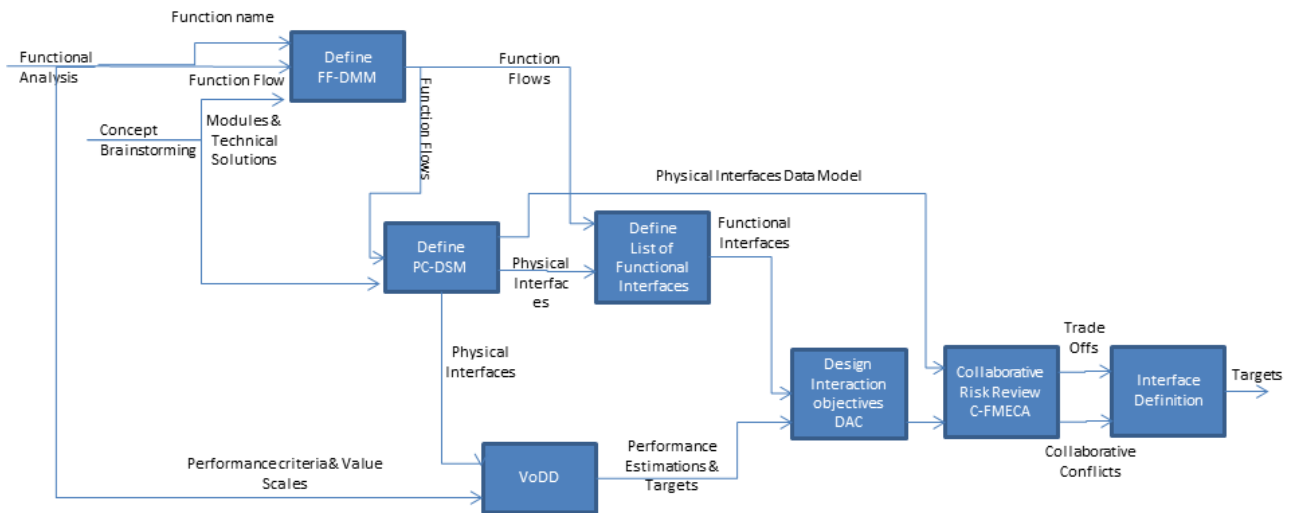 Function name
Functional
Analysis
Define
FF-DMM
Function Flow
Function
Flows
Function Flows
Concept
Brainstorming
Modules &
Technical
Solutions
Physical Interfaces Data Model
Define
PC-DSM
Physical
Interfac
es
Define
List of
Functional
Interfaces
Functional
Interfaces
Physical
Interfaces
Design
Interaction
objectives
DAC
Collaborative
Risk Review
C-FMECA
Trade
Offs
Interface
Definition
Targets
Collaborative
Conflicts
Performance criteria & Value
Scales
VoDD
Performance
Estimations &
Targets